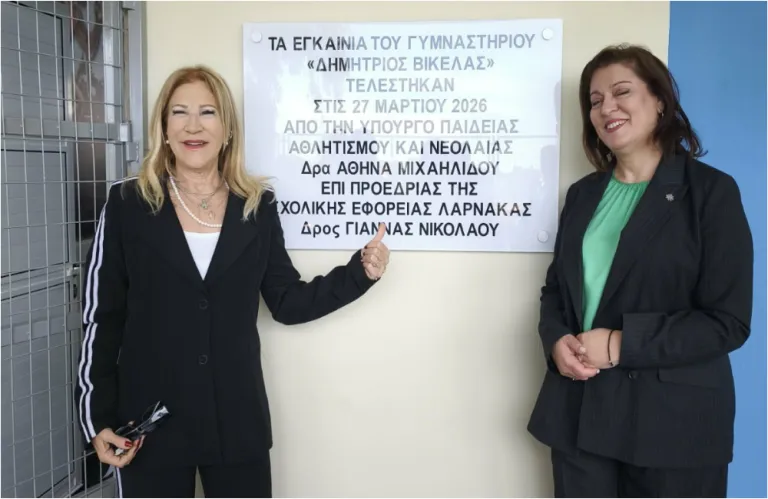 ΤΑ ΕΓΚΑΙΝΙΑ ΤΟΥ ΓΥΜΝΑΣΤΗΡΙΟΥ
«ΔΗΜΗΤΡΙΟΣ ΒΙΚΕΛΑΣ»
ΤΕΛΕΣΤΗΚΑΝ
ΣΤΙΣ 27 ΜΑΡΤΙΟΥ 2026
ΑΠΟ ΤΗΝ ΥΠΟΥΡΓΟ ΠΑΙΔΕΙΑΣ
ΑΘΛΗΤΙΣΜΟΥ ΚΑΙ ΝΕΟΛΑΙΑΣ
Δρα ΑΘΗΝΑ ΜΙΧΑΗΛΙΔΟΥ
ΕΠΙ ΠΡΟΕΔΡΙΑΣ ΤΗΣ
ΣΧΟΛΙΚΗΣ ΕΦΟΡΕΙΑΣ ΛΑΡΝΑΚΑΣ
Δρος ΓΙΑΝΝΑΣ ΝΙΚΟΛΑΟΥ